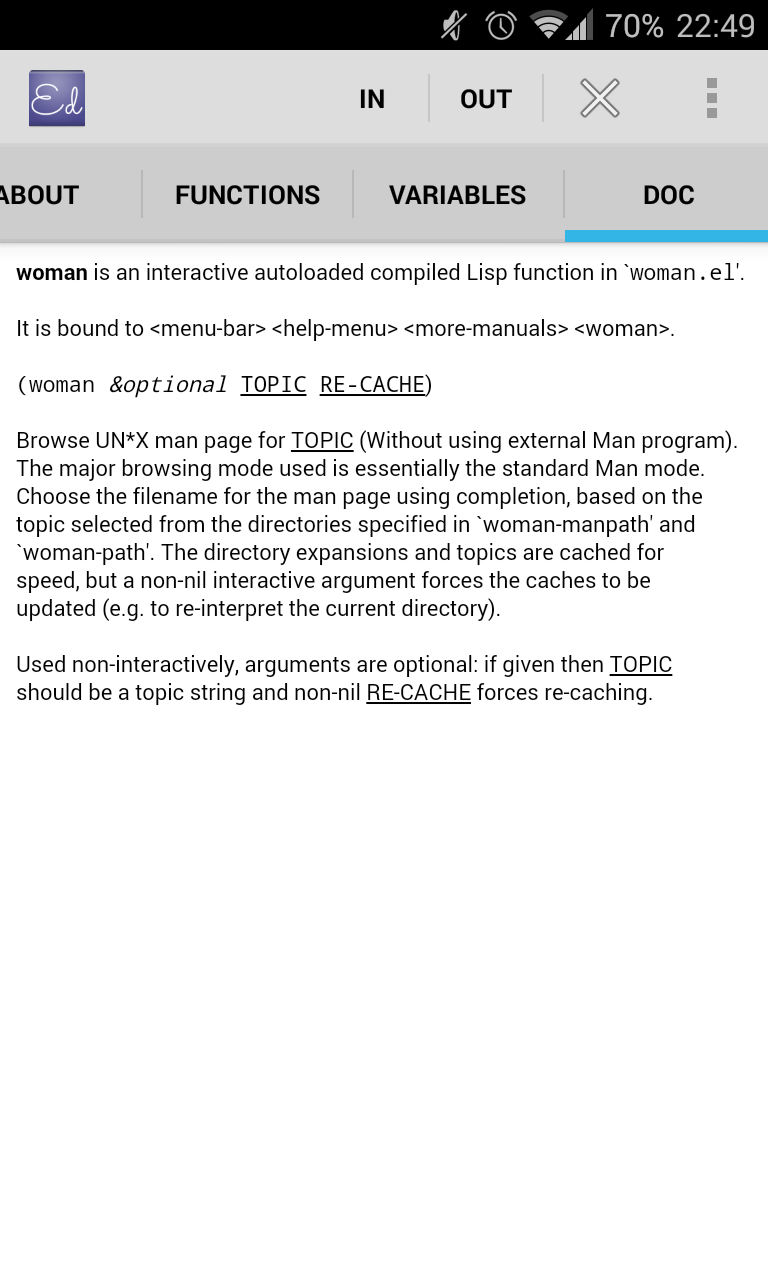 70% 22:49
Ed IN OUT
ABOUT FUNCTIONS VARIABLES DOC
woman is an interactive autoloaded compiled Lisp function in `woman.el'.
It is bound to <menu-bar> <help-menu> <more-manuals> <woman>.
(woman &optional TOPIC RE-CACHE)
Browse UN*X man page for TOPIC (Without using external Man program).
The major browsing mode used is essentially the standard Man mode.
Choose the filename for the man page using completion, based on the
topic selected from the directories specified in `woman-manpath' and
`woman-path'. The directory expansions and topics are cached for
speed, but a non-nil interactive argument forces the caches to be
updated (e.g. to re-interpret the current directory).
Used non-interactively, arguments are optional: if given then TOPIC
should be a topic string and non-nil RE-CACHE forces re-caching.